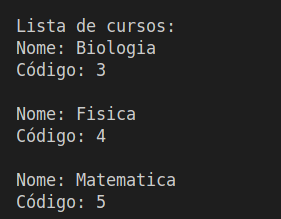 Lista de cursos:
Nome: Biologia
Código: 3
Nome: Fisica
Código: 4
Nome: Matematica
Código: 5